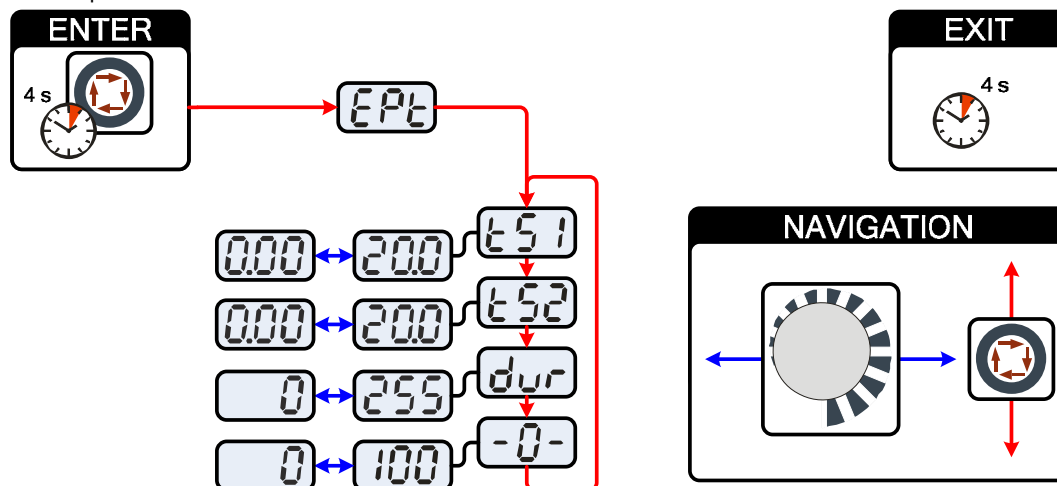 ENTER
EXIT
4 s
4 s
EPt
tS1
0.00 20.0
NAVIGATION
tS2
0.00 20.0
dvr
0 255
-0-
0 100